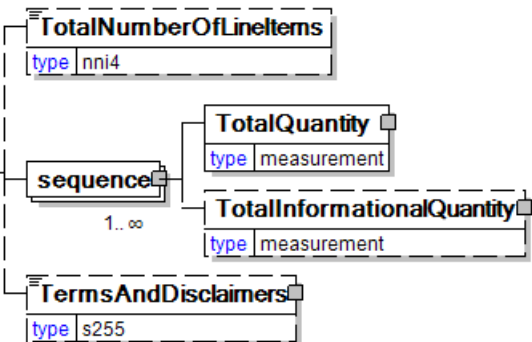 TotalNumberOfLineItems
type nni4
TotalQuantity
type measurement
sequence
1..∞
TotalInformationalQuantity
type measurement
TermsAndDisclaimers
type s255